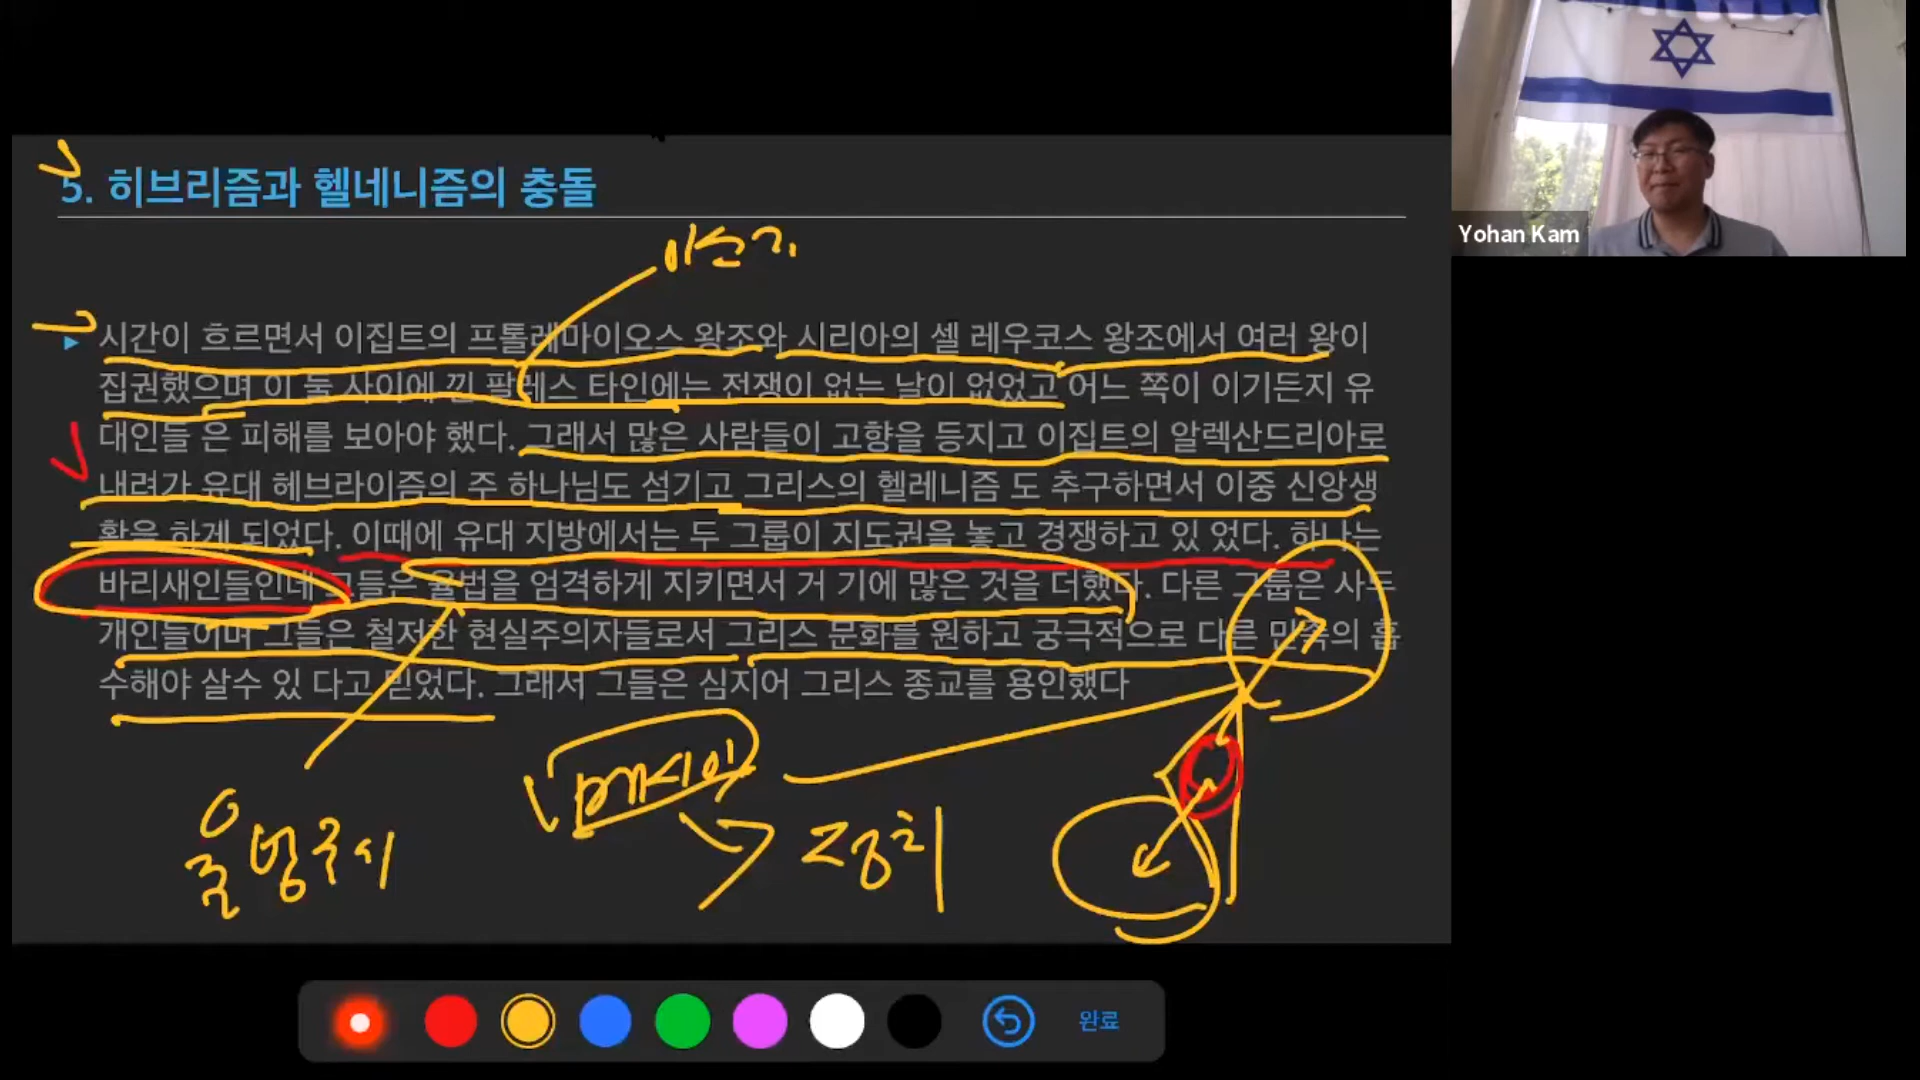 5. 히브리즘과 헬네니즘의 충돌
시간이 흐르면서 이집트의 프톨레마이오스 왕조와 시리아의 셀 레우코스 왕조에서 여러 왕이
집권했으며 이 둘 사이에 낀 팔레스 타인에는 전쟁이 없는 날이 없었고 어느 쪽이 이기든지 유
대인들 은 피해를 보아야 했다. 그래서 많은 사람들이 고향을 등지고 이집트의 알렉산드리아로
내려가 유대 헤브라이즘의 주 하나님도 섬기고 그리스의 헬레니즘 도 추구하면서 이중 신앙생
활을 하게 되었다. 이때에 유대 지방에서는 두 그룹이 지도권을 놓고 경쟁하고 있 었다. 하나는
바리새인들인데 그들은 율법을 엄격하게 지키면서 거 기에 많은 것을 더했다. 다른 그룹은 사두
개인들이며 그들은 철저한 현실주의자들로서 그리스 문화를 원하고 궁극적으로 다른 민족의 흡
수해야 살수 있 다고 믿었다. 그래서 그들은 심지어 그리스 종교를 용인했다
메시아
정치
Yohan Kam
완료